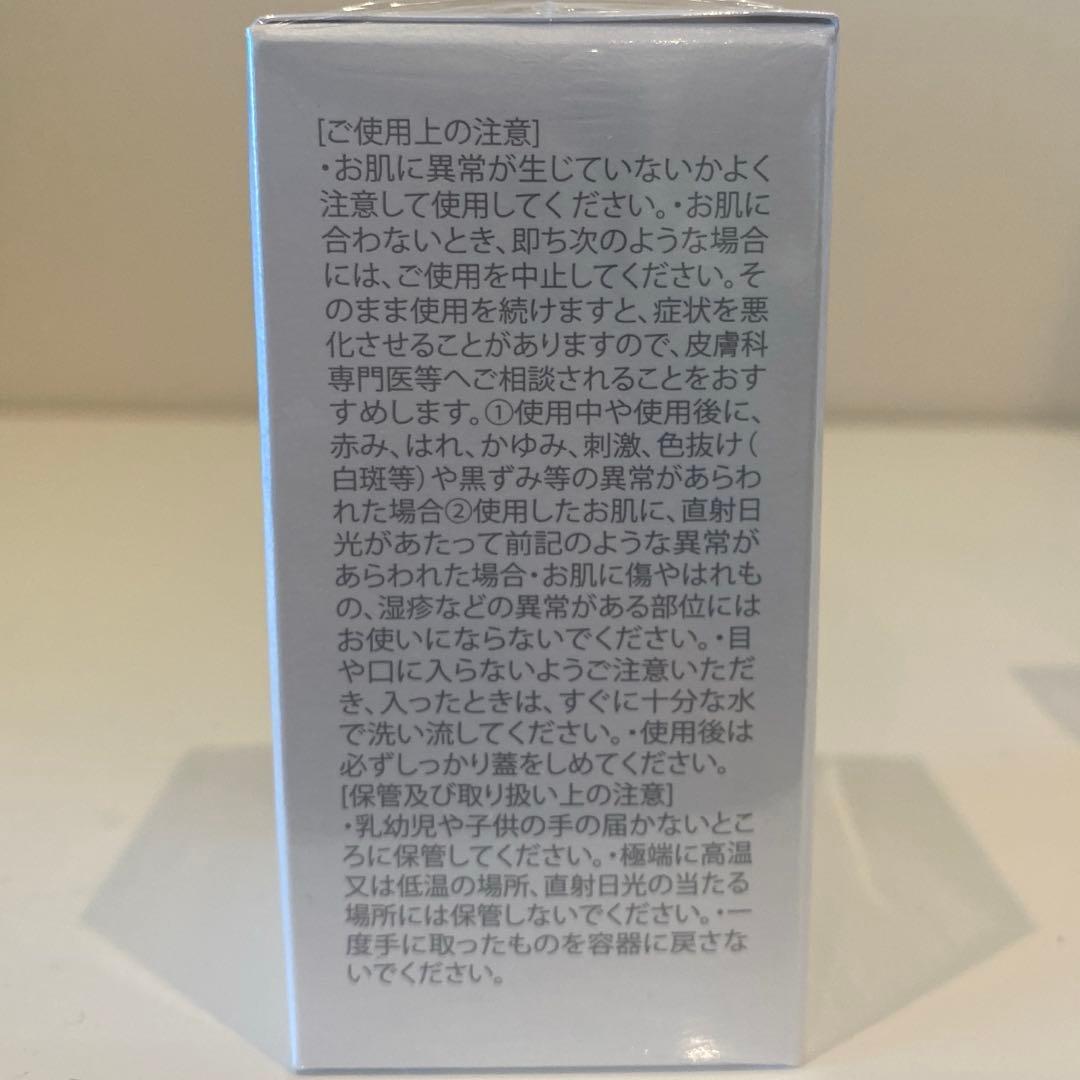 [ご使用上の注意]
・お肌に異常が生じていないかよく
注意して使用してください。・お肌に
合わないとき、即ち次のような場合
には、ご使用を中止してください。そ
のまま使用を続けますと、症状を悪
化させることがありますので、皮膚科
専門医等へご相談されることをおす
すめします。①使用中や使用後に、
赤み、はれ、かゆみ、刺激、色抜け（
白斑等）や黒ずみ等の異常があらわ
れた場合②使用したお肌に、直射日
光があたって前記のような異常が
あらわれた場合・お肌に傷やはれも
の、湿疹などの異常がある部位には
お使いにならないでください。・目
や口に入らないようご注意いただ
き、入ったときは、すぐに十分な水
で洗い流してください。・使用後は
必ずしっかり蓋をしめてください。
[保管及び取り扱い上の注意]
・乳幼児や子供の手の届かないとこ
ろに保管してください。・極端に高温
又は低温の場所、直射日光の当たる
場所には保管しないでください。・一
度手に取ったものを容器に戻さな
いでください。